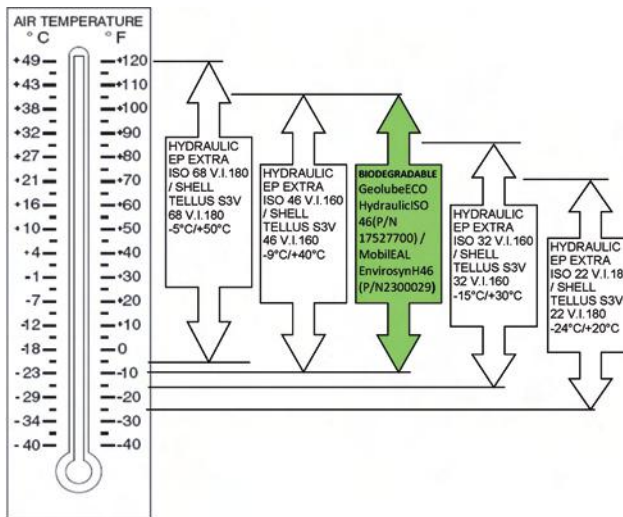 AIR TEMPERATURE
° C ° F
+49 +120
+43 +110
+38 +100
+32 +90
+27 +80
+21 +70
+16 +60
+10 +50
+4 +40
-1 +30
-7 +20
-12 +10
-18 0
-23 -10
-29 -20
-34 -30
-40 -40
HYDRAULIC
EP EXTRA
ISO 68 V.I.180
/ SHELL
TELLUS S3V
68 V.I.180
-5°C/+50°C
HYDRAULIC
EP EXTRA
ISO 46 V.I.160
/ SHELL
TELLUS S3V
46 V.I.160
-9°C/+40°C
BIODEGRADABLE
GeolubeECO
HydraulicISO
46(P/N
17527700) /
MobilEAL
EnvirosynH46
(P/N2300029)
HYDRAULIC
EP EXTRA
ISO 32 V.I.160
/ SHELL
TELLUS S3V
32 V.I.160
-15°C/+30°C
HYDRAULIC
EP EXTRA
ISO 22 V.I.18
/ SHELL
TELLUS S3V
22 V.I.180
-24°C/+20°C